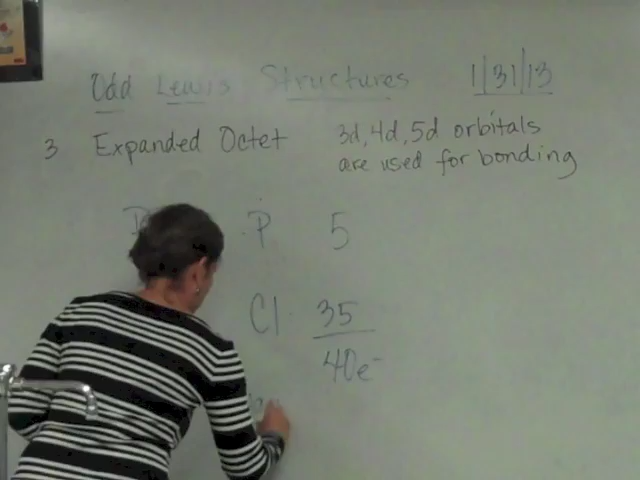 Odd Lewis Structures 1/31/13
3 Expanded Octet 3d, 4d, 5d orbitals
are used for bonding
P 5
Cl 35
40e⁻